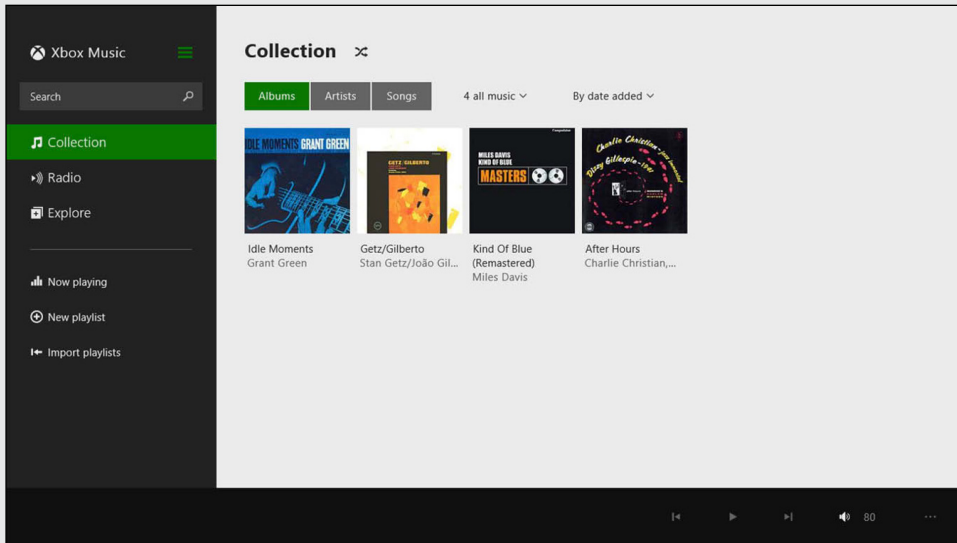 Xbox Music
Search
Collection
Radio
Explore
Now playing
New playlist
Import playlists
Collection
Albums Artists Songs 4 all music By date added
IDLE MOMENTS GRANT GREEN
GETZ/GILBERTO
MILES DAVIS
KIND OF BLUE
MASTERS
Charlie Christian-
Dizzy Gillespie-1941
Idle Moments
Grant Green
Getz/Gilberto
Stan Getz/João Gil...
Kind Of Blue
(Remastered)
Miles Davis
After Hours
Charlie Christian,...
80